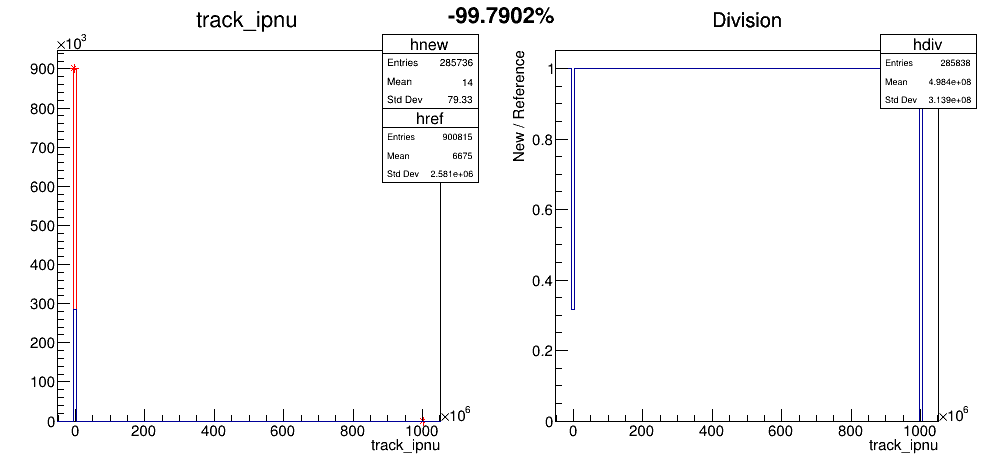 -99.7902%
track_ipnu
×10³
900
800
700
600
500
400
300
200
100
0
0 200 400 600 800 1000
×10⁶
track_ipnu
hnew
Entries 285736
Mean 14
Std Dev 79.33
href
Entries 900815
Mean 6675
Std Dev 2.581e+06
Division
New / Reference
1
0.8
0.6
0.4
0.2
0
0 200 400 600 800 1000
×10⁶
track_ipnu
hdiv
Entries 285838
Mean 4.984e+08
Std Dev 3.139e+08